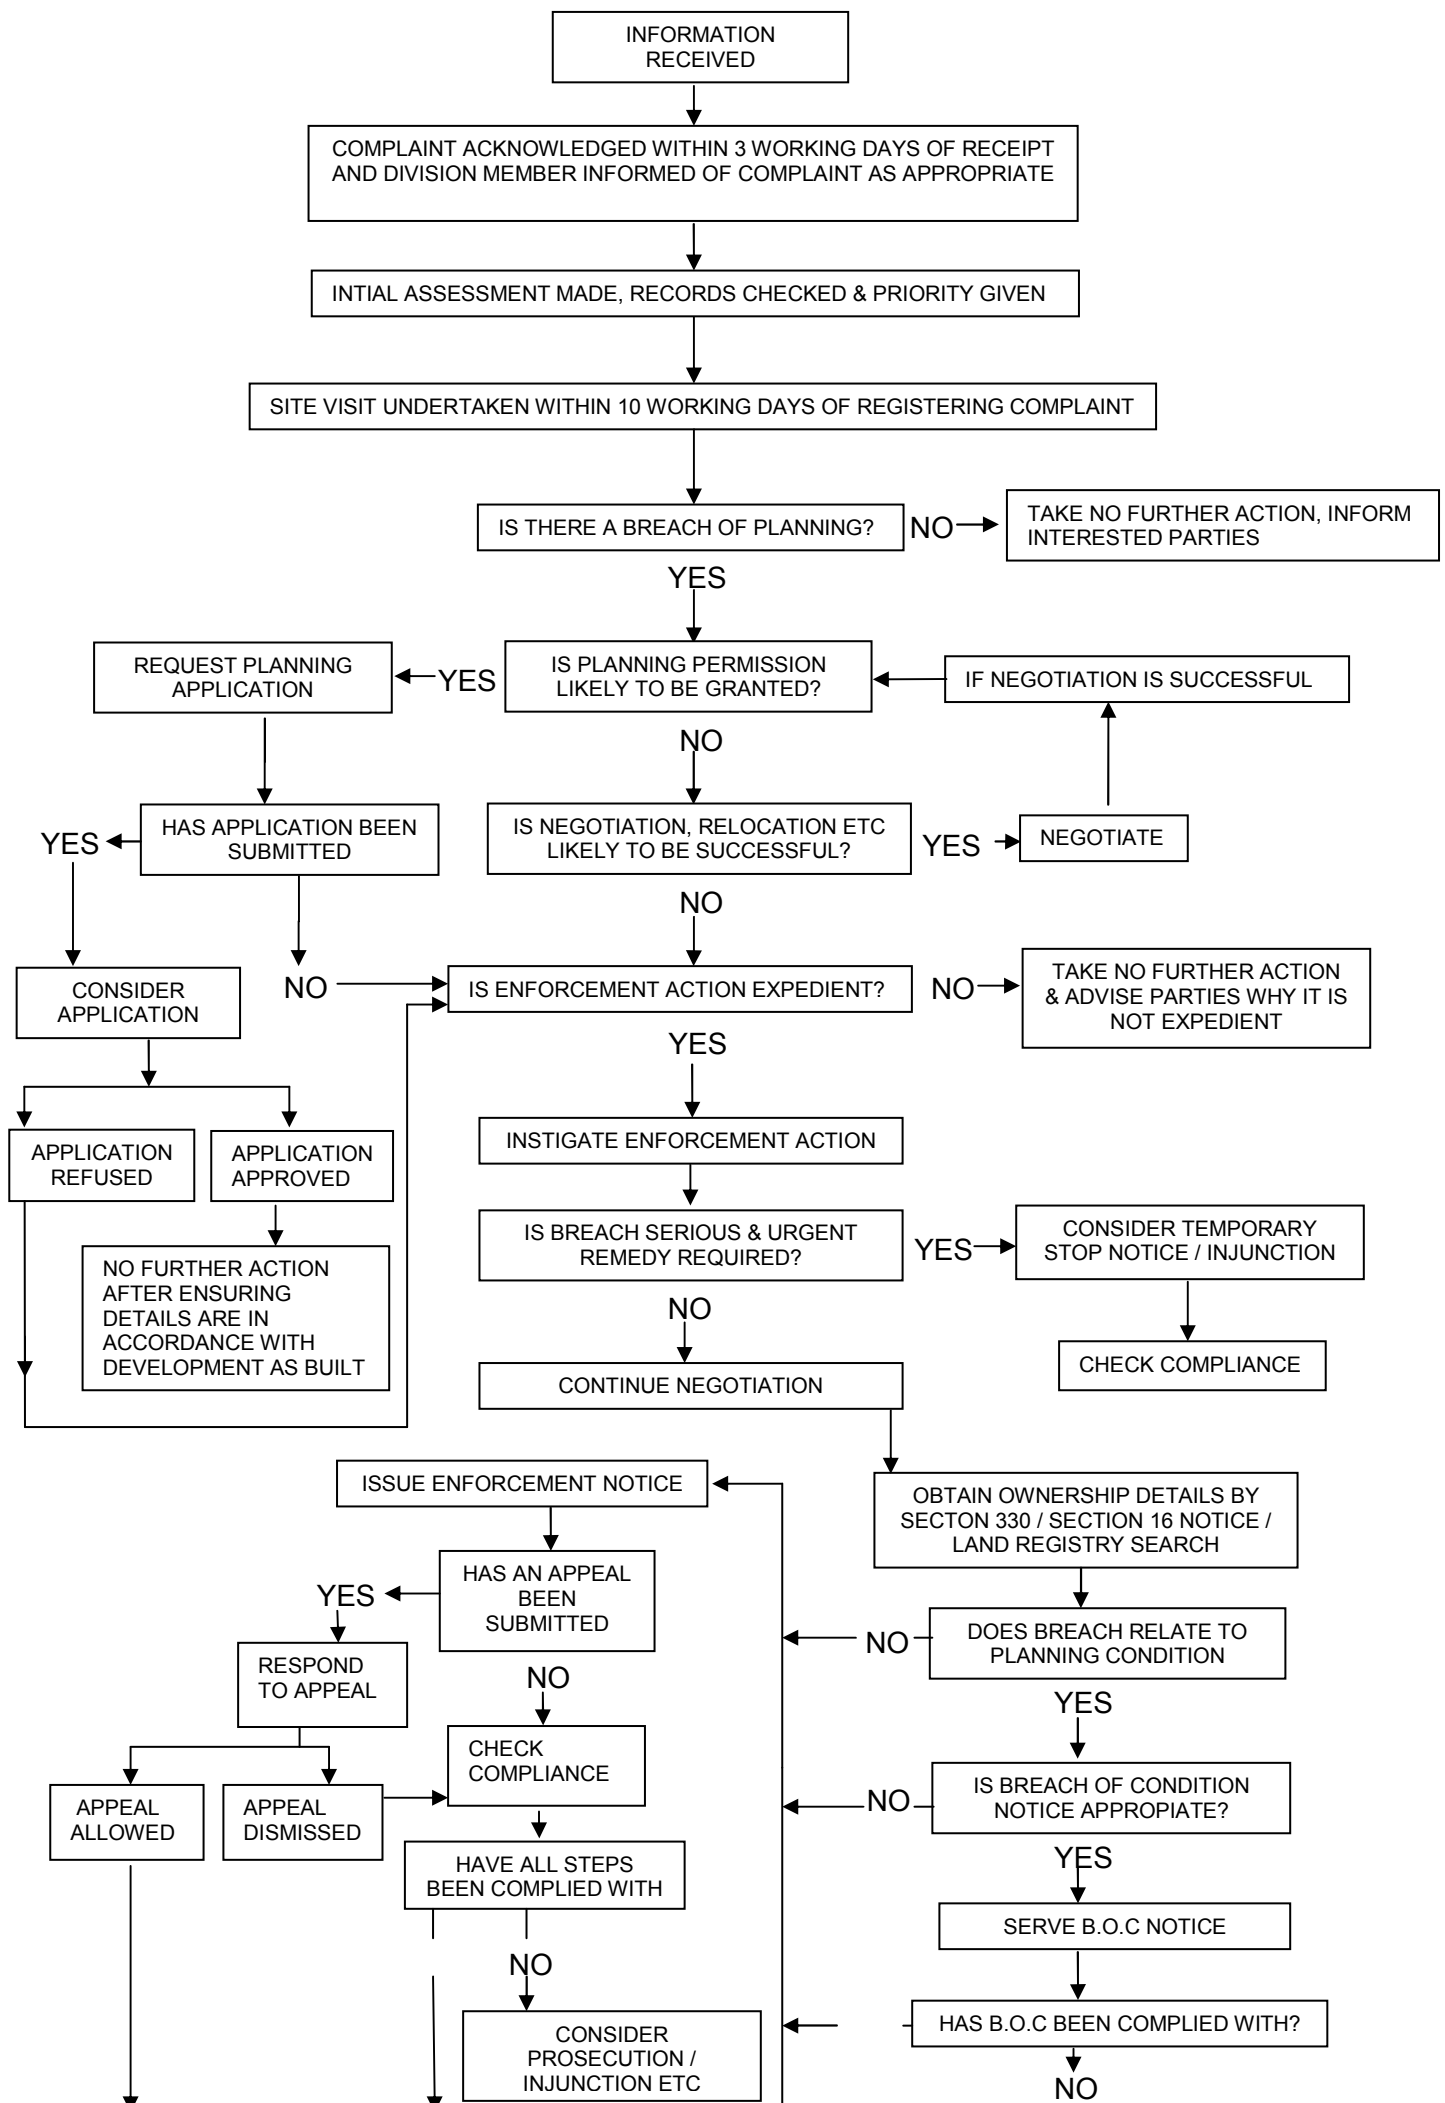 INFORMATION
RECEIVED
COMPLAINT ACKNOWLEDGED WITHIN 3 WORKING DAYS OF RECEIPT
AND DIVISION MEMBER INFORMED OF COMPLAINT AS APPROPRIATE
INTIAL ASSESSMENT MADE, RECORDS CHECKED & PRIORITY GIVEN
SITE VISIT UNDERTAKEN WITHIN 10 WORKING DAYS OF REGISTERING COMPLAINT
IS THERE A BREACH OF PLANNING?
NO
TAKE NO FURTHER ACTION, INFORM
INTERESTED PARTIES
YES
REQUEST PLANNING
APPLICATION
YES
IS PLANNING PERMISSION
LIKELY TO BE GRANTED?
IF NEGOTIATION IS SUCCESSFUL
NO
YES
HAS APPLICATION BEEN
SUBMITTED
IS NEGOTIATION, RELOCATION ETC
LIKELY TO BE SUCCESSFUL?
YES
NEGOTIATE
NO
CONSIDER
APPLICATION
NO
IS ENFORCEMENT ACTION EXPEDIENT?
NO
TAKE NO FURTHER ACTION
& ADVISE PARTIES WHY IT IS
NOT EXPEDIENT
YES
APPLICATION
REFUSED
APPLICATION
APPROVED
INSTIGATE ENFORCEMENT ACTION
IS BREACH SERIOUS & URGENT
REMEDY REQUIRED?
YES
CONSIDER TEMPORARY
STOP NOTICE / INJUNCTION
NO FURTHER ACTION
AFTER ENSURING
DETAILS ARE IN
ACCORDANCE WITH
DEVELOPMENT AS BUILT
NO
CHECK COMPLIANCE
CONTINUE NEGOTIATION
ISSUE ENFORCEMENT NOTICE
OBTAIN OWNERSHIP DETAILS BY
SECTON 330 / SECTION 16 NOTICE /
LAND REGISTRY SEARCH
YES
HAS AN APPEAL
BEEN
SUBMITTED
NO
DOES BREACH RELATE TO
PLANNING CONDITION
RESPOND
TO APPEAL
NO
YES
CHECK
COMPLIANCE
APPEAL
ALLOWED
APPEAL
DISMISSED
NO
IS BREACH OF CONDITION
NOTICE APPROPIATE?
YES
HAVE ALL STEPS
BEEN COMPLIED WITH
SERVE B.O.C NOTICE
NO
CONSIDER
PROSECUTION /
INJUNCTION ETC
HAS B.O.C BEEN COMPLIED WITH?
NO